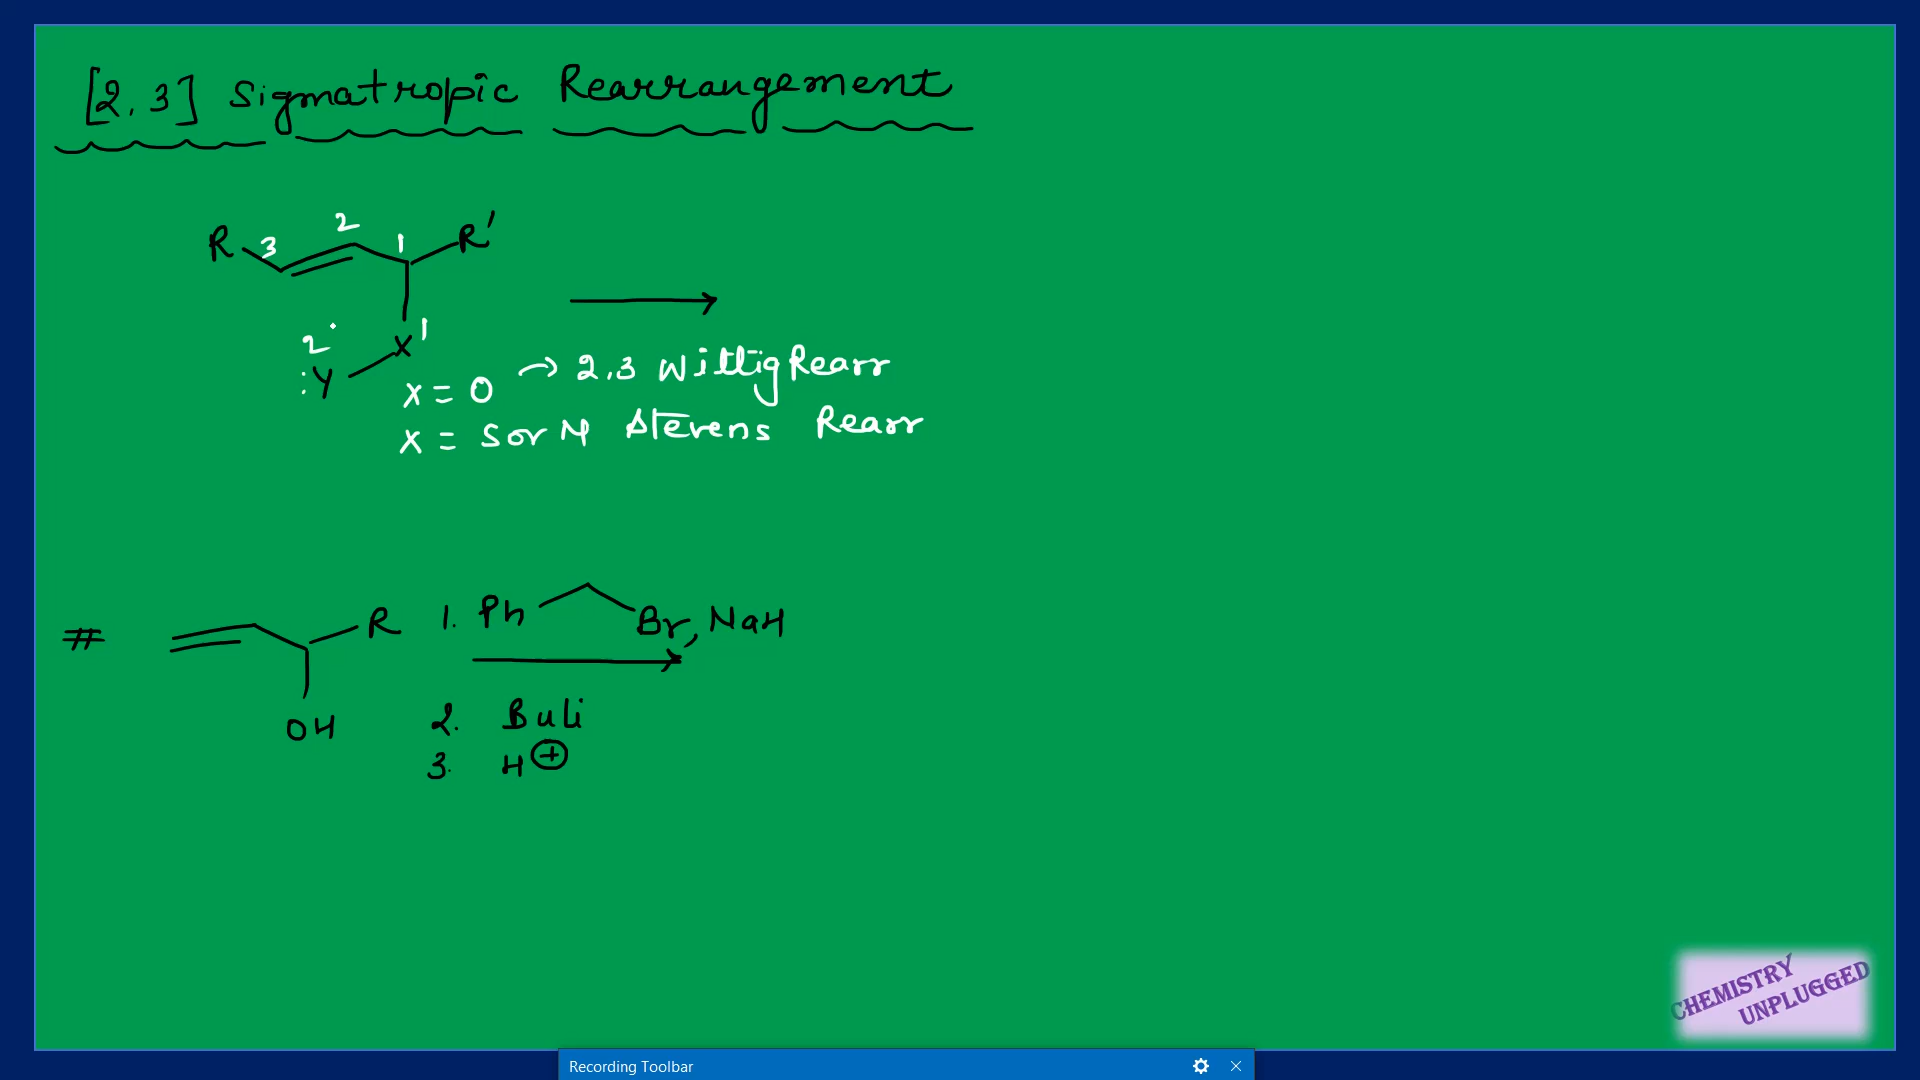 [2,3] Sigmatropic Rearrangement
R 3 2 1 R'
2' X 1'
:Y
X = O → 2,3 Wittig Rearr
X = S or N Stevens Rearr
# R 1. Ph Br, NaH
OH 2. BuLi
3. H⊕
CHEMISTRY
UNPLUGGED
Recording Toolbar